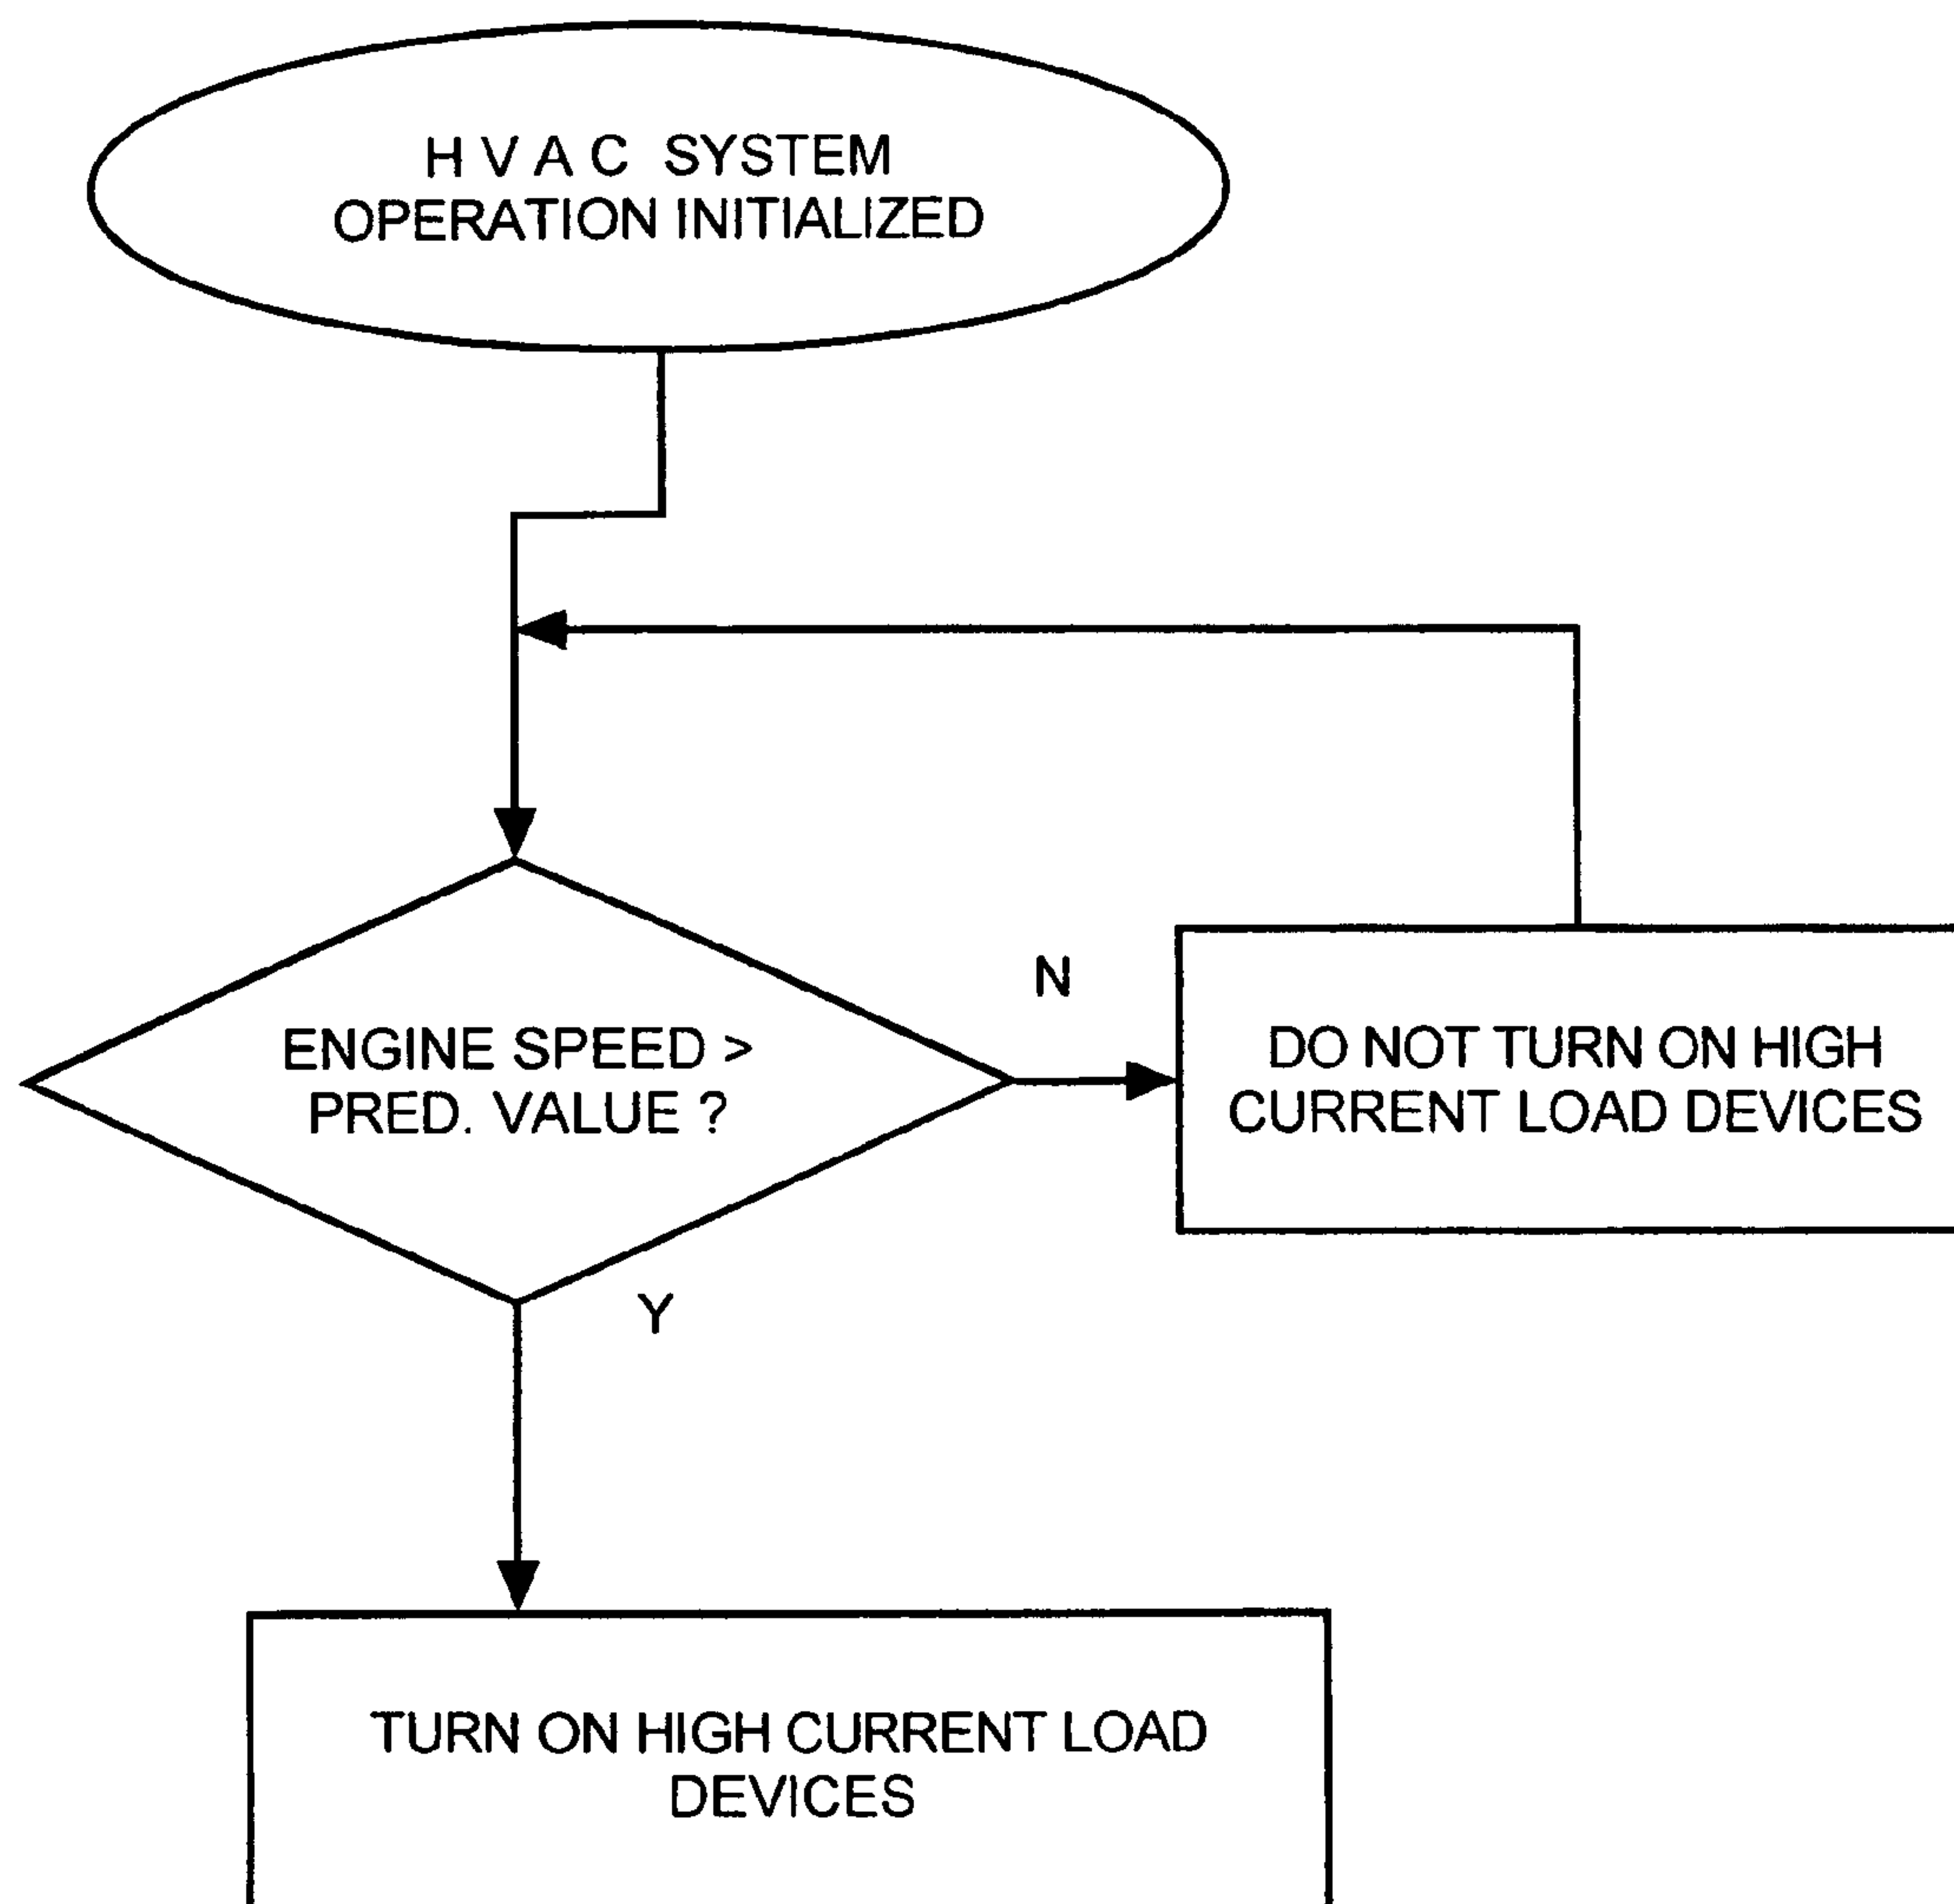 H V A C SYSTEM
OPERATION INITIALIZED
N
ENGINE SPEED >
PRED. VALUE ?
DO NOT TURN ON HIGH
CURRENT LOAD DEVICES
Y
TURN ON HIGH CURRENT LOAD
DEVICES